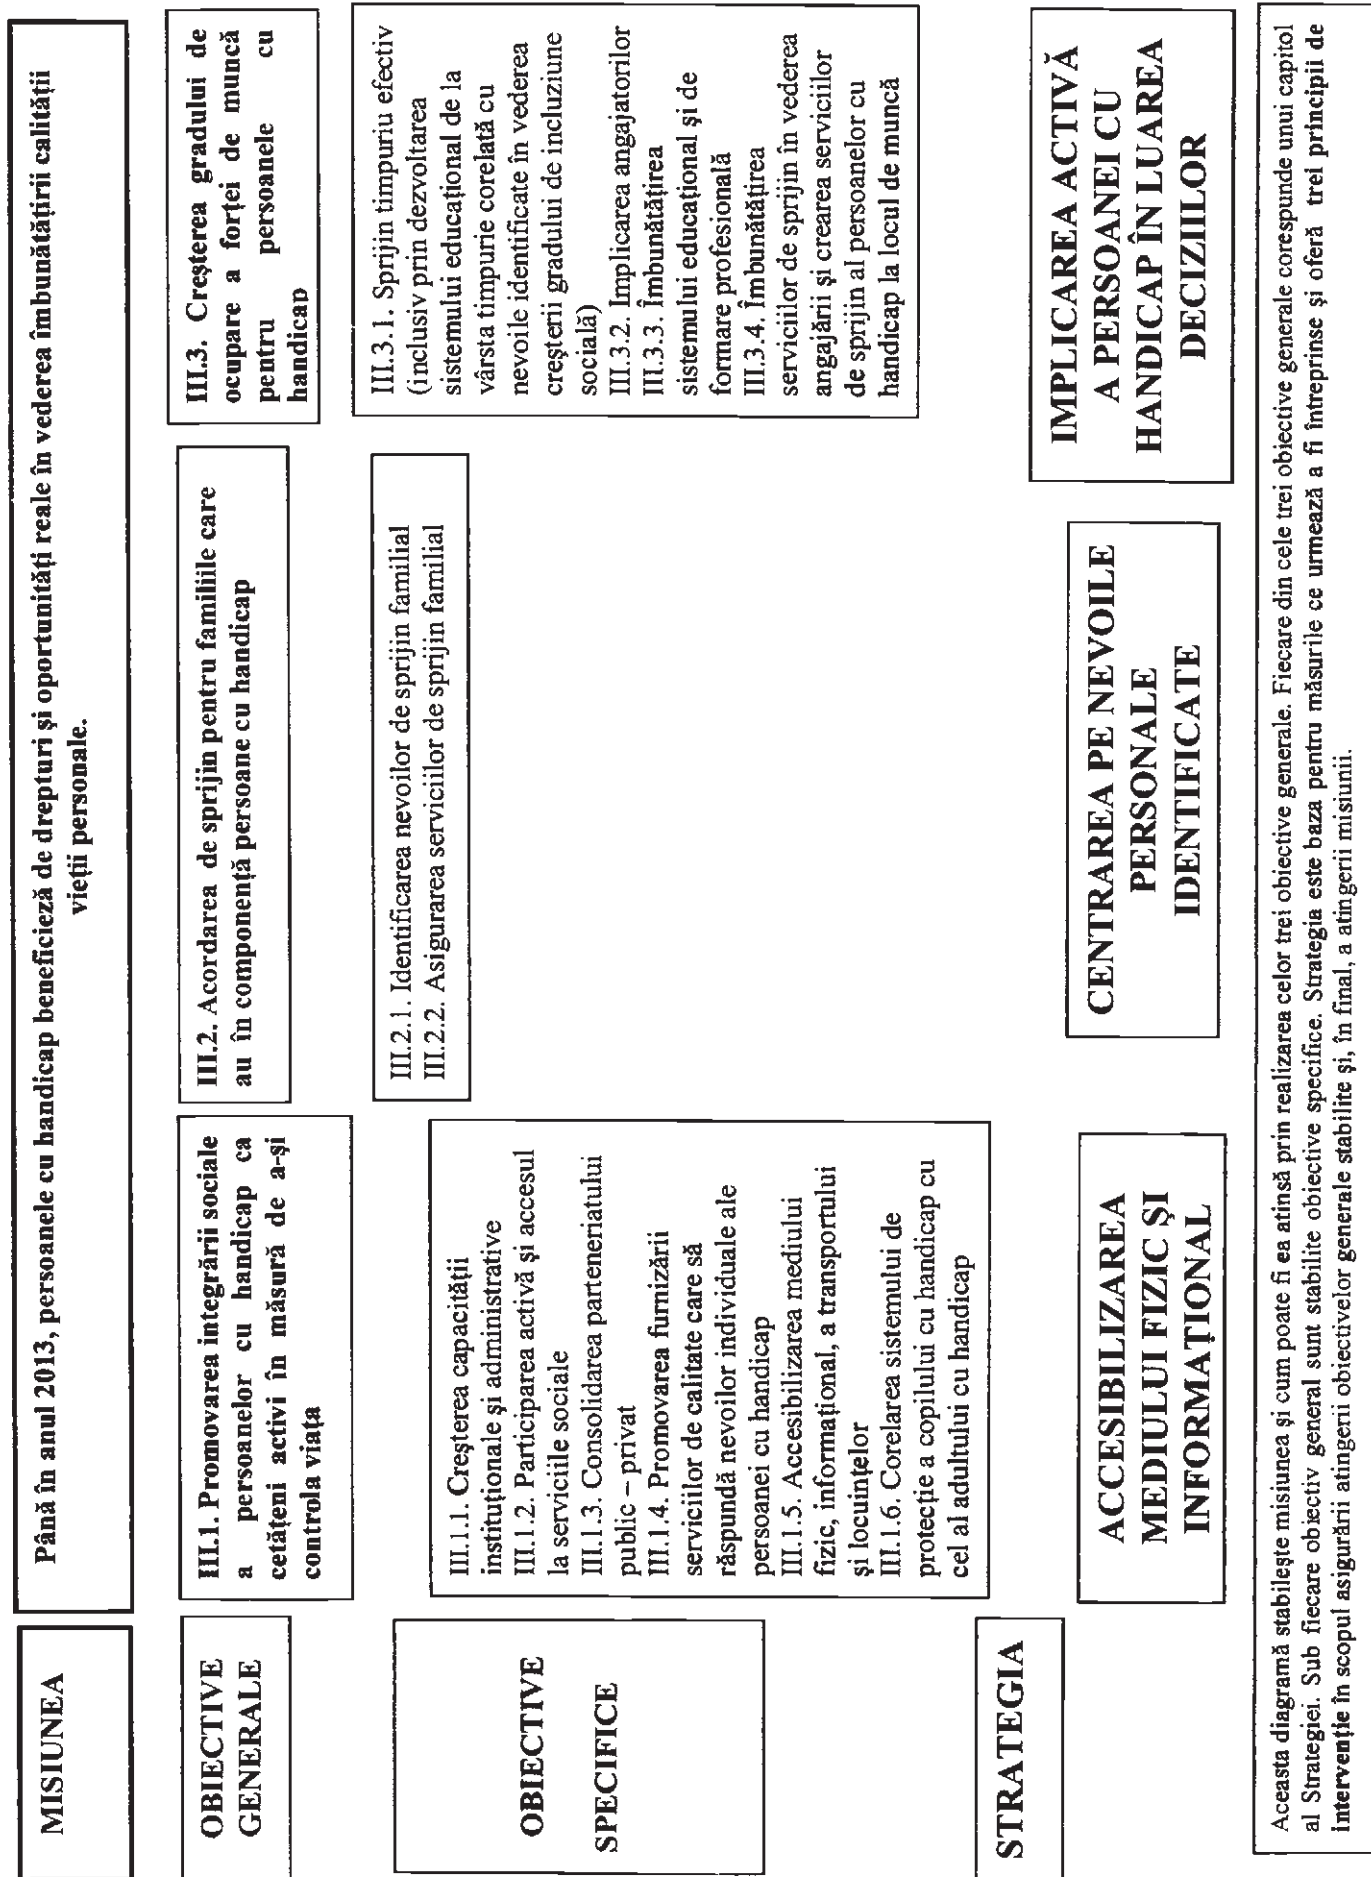 MISIUNEA
Până în anul 2013, persoanele cu handicap beneficieză de drepturi şi oportunităţi reale în vederea îmbunătăţirii calităţii
vieţii personale.
OBIECTIVE
GENERALE
III.1. Promovarea integrării sociale
a persoanelor cu handicap ca
cetăţeni activi în măsură de a-şi
controla viaţa
III.2. Acordarea de sprijin pentru familiile care
au în componenţă persoane cu handicap
III.3. Creşterea gradului de
ocupare a forţei de muncă
pentru persoanele cu
handicap
OBIECTIVE
SPECIFICE
III.1.1. Creşterea capacităţii
instituţionale şi administrative
III.1.2. Participarea activă şi accesul
la serviciile sociale
III.1.3. Consolidarea parteneriatului
public – privat
III.1.4. Promovarea furnizării
serviciilor de calitate care să
răspundă nevoilor individuale ale
persoanei cu handicap
III.1.5. Accesibilizarea mediului
fizic, informaţional, a transportului
şi locuinţelor
III.1.6. Corelarea sistemului de
protecţie a copilului cu handicap cu
cel al adultului cu handicap
III.2.1. Identificarea nevoilor de sprijin familial
III.2.2. Asigurarea serviciilor de sprijin familial
III.3.1. Sprijin timpuriu efectiv
(inclusiv prin dezvoltarea
sistemului educaţional de la
vârsta timpurie corelată cu
nevoile identificate în vederea
creşterii gradului de incluziune
socială)
III.3.2. Implicarea angajatorilor
III.3.3. Îmbunătăţirea
sistemului educaţional şi de
formare profesională
III.3.4. Îmbunătăţirea
serviciilor de sprijin în vederea
angajării şi crearea serviciilor
de sprijin al persoanelor cu
handicap la locul de muncă
STRATEGIA
ACCESIBILIZAREA
MEDIULUI FIZIC ŞI
INFORMAŢIONAL
CENTRAREA PE NEVOILE
PERSONALE
IDENTIFICATE
IMPLICAREA ACTIVĂ
A PERSOANEI CU
HANDICAP ÎN LUAREA
DECIZIILOR
Aceasta diagramă stabileşte misiunea şi cum poate fi ea atinsă prin realizarea celor trei obiective generale. Fiecare din cele trei obiective generale corespunde unui capitol
al Strategiei. Sub fiecare obiectiv general sunt stabilite obiective specifice. Strategia este baza pentru măsurile ce urmează a fi întreprinse şi oferă trei principii de
intervenţie în scopul asigurării atingerii obiectivelor generale stabilite şi, în final, a atingerii misiunii.